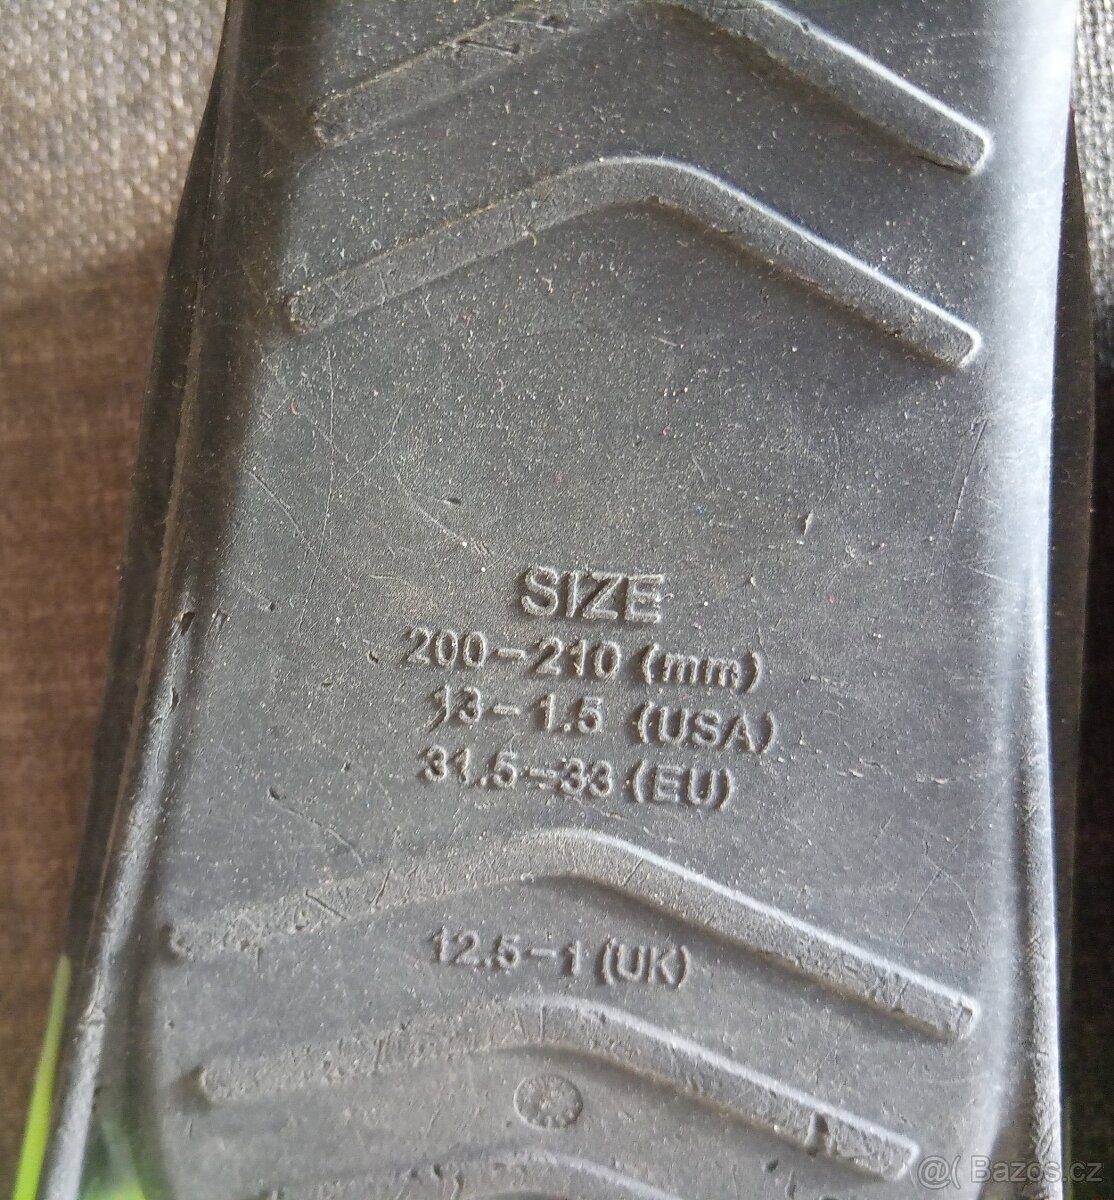 SIZE
200-210 (mm)
13-1.5 (USA)
31.5-33 (EU)
12.5-1 (UK)
@( Bazos.cz